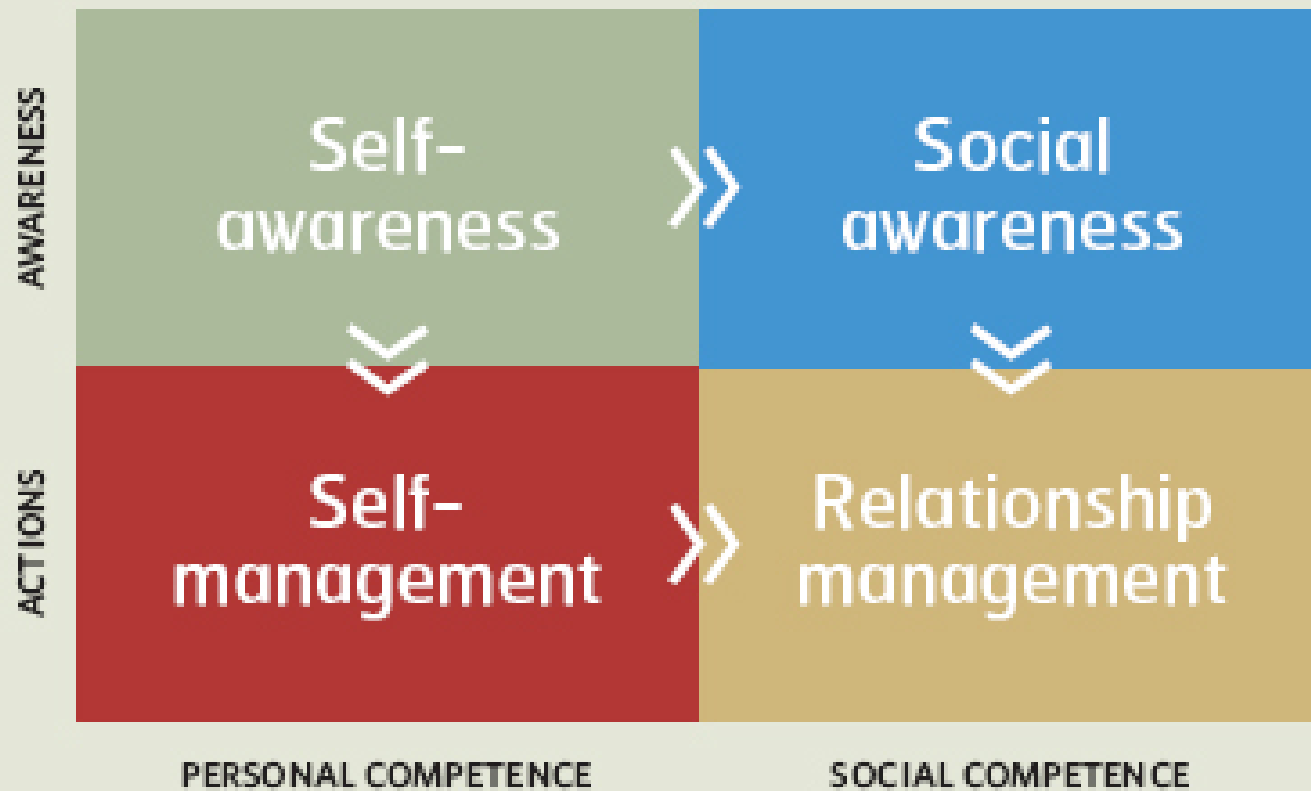 AWARENESS
Self-
awareness
Social
awareness
ACTIONS
Self-
management
Relationship
management
PERSONAL COMPETENCE
SOCIAL COMPETENCE